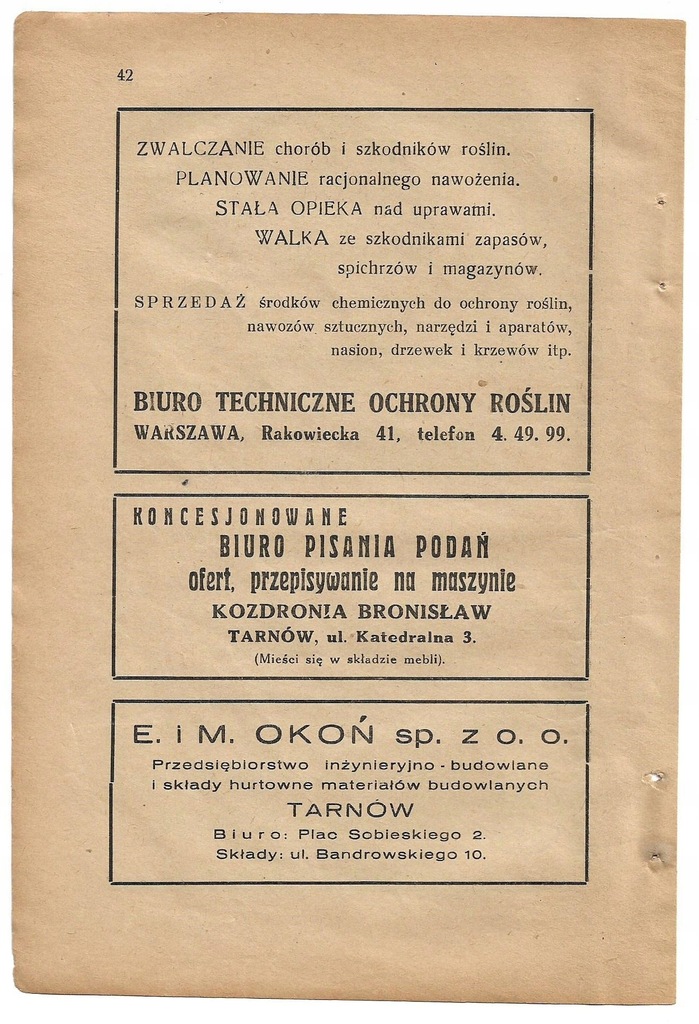 42
ZWALCZANIE chorób i szkodników roślin.
PLANOWANIE racjonalnego nawożenia.
STAŁA OPIEKA nad uprawami.
WALKA ze szkodnikami zapasów,
spichrzów i magazynów.
SPRZEDAŻ środków chemicznych do ochrony roślin,
nawozów sztucznych, narzędzi i aparatów,
nasion, drzewek i krzewów itp.
BIURO TECHNICZNE OCHRONY ROŚLIN
WARSZAWA, Rakowiecka 41, telefon 4. 49. 99.
KONCESJONOWANE
BIURO PISANIA PODAŃ
ofert, przepisywanie na maszynie
KOZDRONIA BRONISŁAW
TARNÓW, ul. Katedralna 3.
(Mieści się w składzie mebli).
E. i M. OKOŃ sp. z o. o.
Przedsiębiorstwo inżynieryjno - budowlane
i składy hurtowne materiałów budowlanych
TARNÓW
Biuro: Plac Sobieskiego 2.
Składy: ul. Bandrowskiego 10.